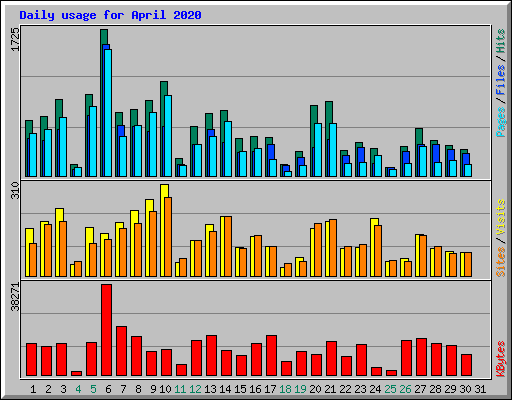 Daily usage for April 2020
1725
Pages / Files / Hits
310
Sites / Visits
38271
KBytes
1 2 3 4 5 6 7 8 9 10 11 12 13 14 15 16 17 18 19 20 21 22 23 24 25 26 27 28 29 30 31